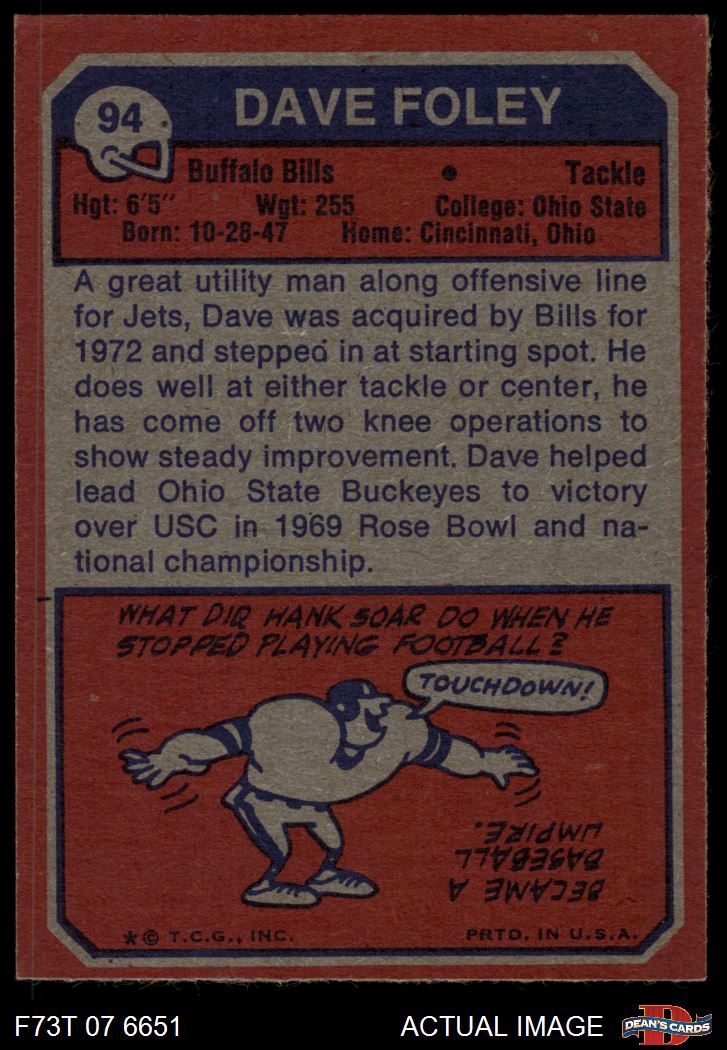 94
DAVE FOLEY
Buffalo Bills • Tackle
Hgt: 6'5" Wgt: 255 College: Ohio State
Born: 10-28-47 Home: Cincinnati, Ohio
A great utility man along offensive line
for Jets, Dave was acquired by Bills for
1972 and stepped in at starting spot. He
does well at either tackle or center, he
has come off two knee operations to
show steady improvement. Dave helped
lead Ohio State Buckeyes to victory
over USC in 1969 Rose Bowl and na-
tional championship.
WHAT DID HANK SOAR DO WHEN HE
STOPPED PLAYING FOOTBALL?
TOUCHDOWN!
BECAME A
BASEBALL
UMPIRE.
*© T.C.G., INC. PRTD. IN U.S.A.
F73T 07 6651 ACTUAL IMAGE
D
DEAN'S CARDS